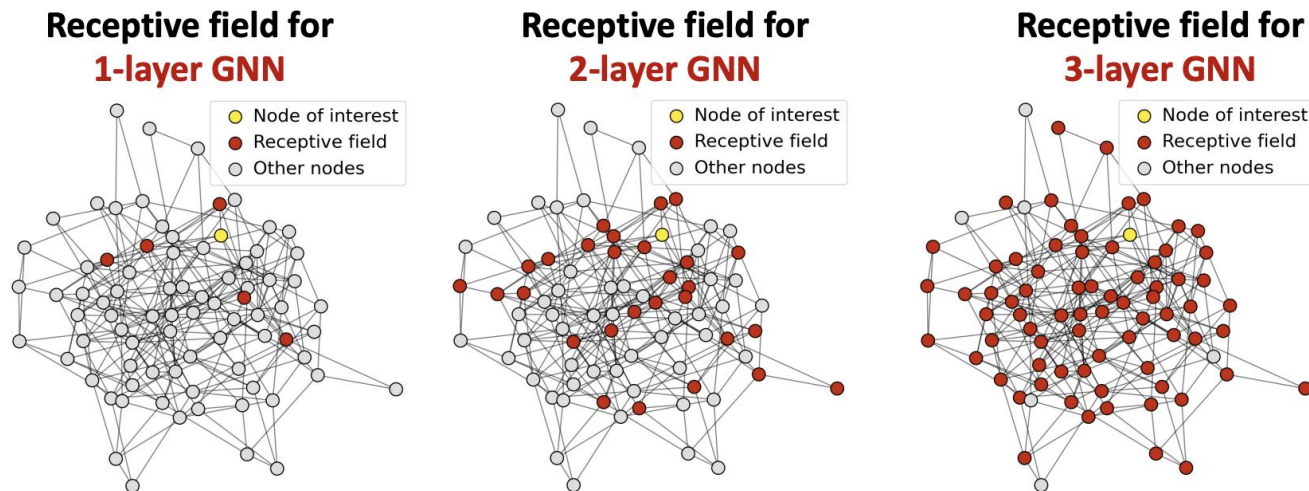 Receptive field for
1-layer GNN
Node of interest
Receptive field
Other nodes
Receptive field for
2-layer GNN
Node of interest
Receptive field
Other nodes
Receptive field for
3-layer GNN
Node of interest
Receptive field
Other nodes